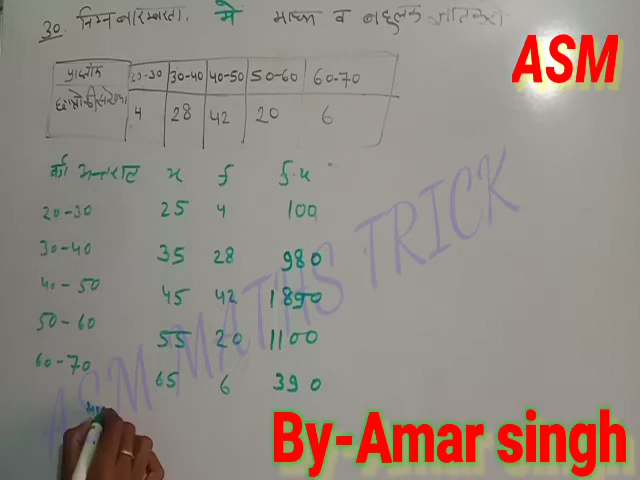 30. निम्न बारम्बारता. में माध्य व बहुलक ज्ञात करो
ASM
प्राप्तांक 20-30 30-40 40-50 50-60 60-70
4 28 42 20 6
वर्ग अन्तराल x f f.x
20-30 25 4 100
30-40 35 28 980
40-50 45 42 1890
50-60 55 20 1100
60-70 65 6 390
ASM MATHS TRICK
By-Amar singh